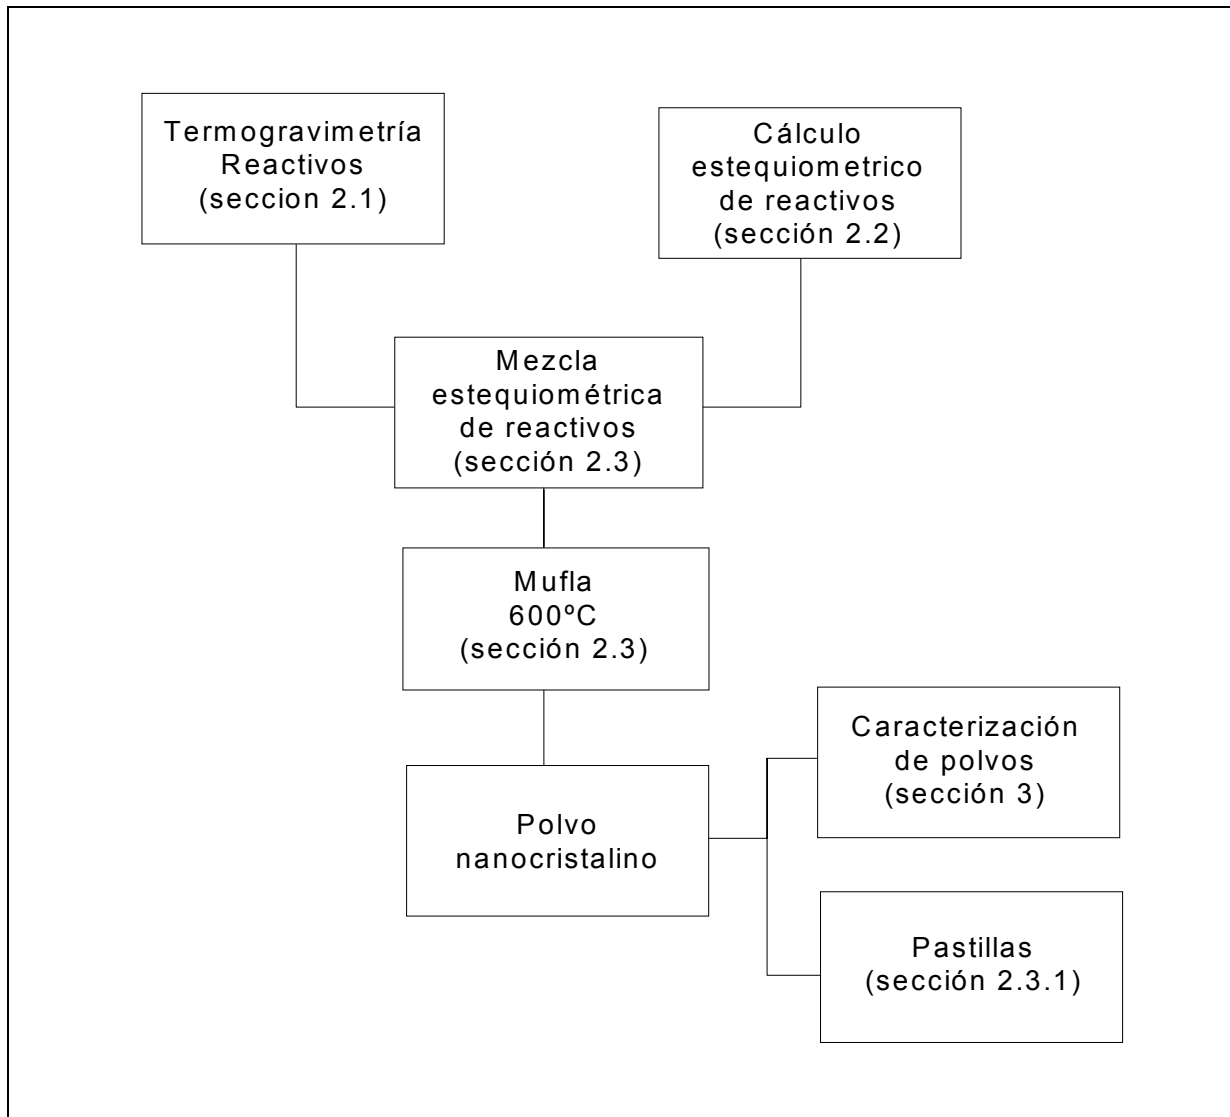 Termogravimetría
Reactivos
(seccion 2.1)
Cálculo
estequiometrico
de reactivos
(sección 2.2)
Mezcla
estequiométrica
de reactivos
(sección 2.3)
Mufla
600ºC
(sección 2.3)
Polvo
nanocristalino
Caracterización
de polvos
(sección 3)
Pastillas
(sección 2.3.1)